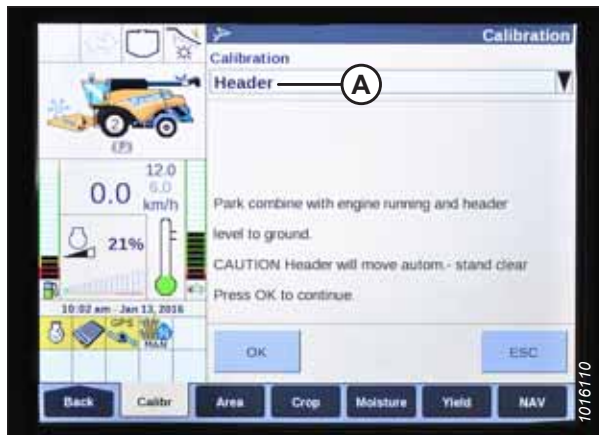 Calibration
Calibration
Header
A
2
(P)
12.0
6.0
0.0 km/h
21%
10:02 am - Jan 13, 2016
GPS
MAN
Park combine with engine running and header
level to ground.
CAUTION Header will move autom.- stand clear
Press OK to continue
OK
ESC
Back
Calibr
Area
Crop
Moisture
Yield
NAV
1016110